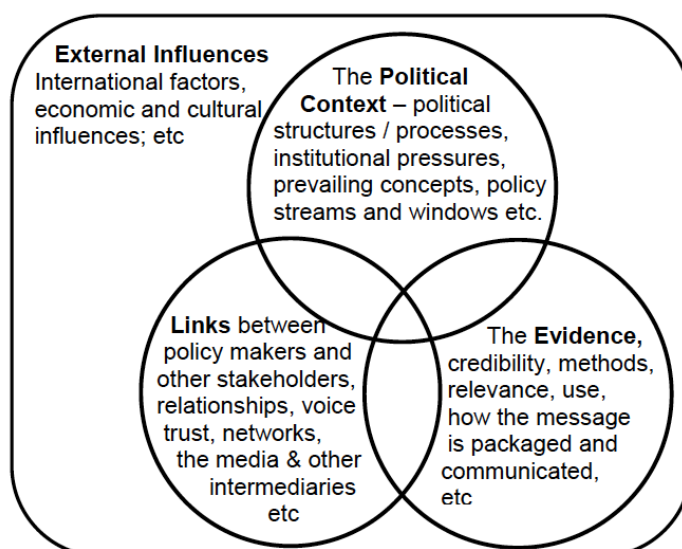 External Influences
International factors,
economic and cultural
influences; etc
The Political
Context – political
structures / processes,
institutional pressures,
prevailing concepts, policy
streams and windows etc.
Links between
policy makers and
other stakeholders,
relationships, voice
trust, networks,
the media & other
intermediaries
etc
The Evidence,
credibility, methods,
relevance, use,
how the message
is packaged and
communicated,
etc